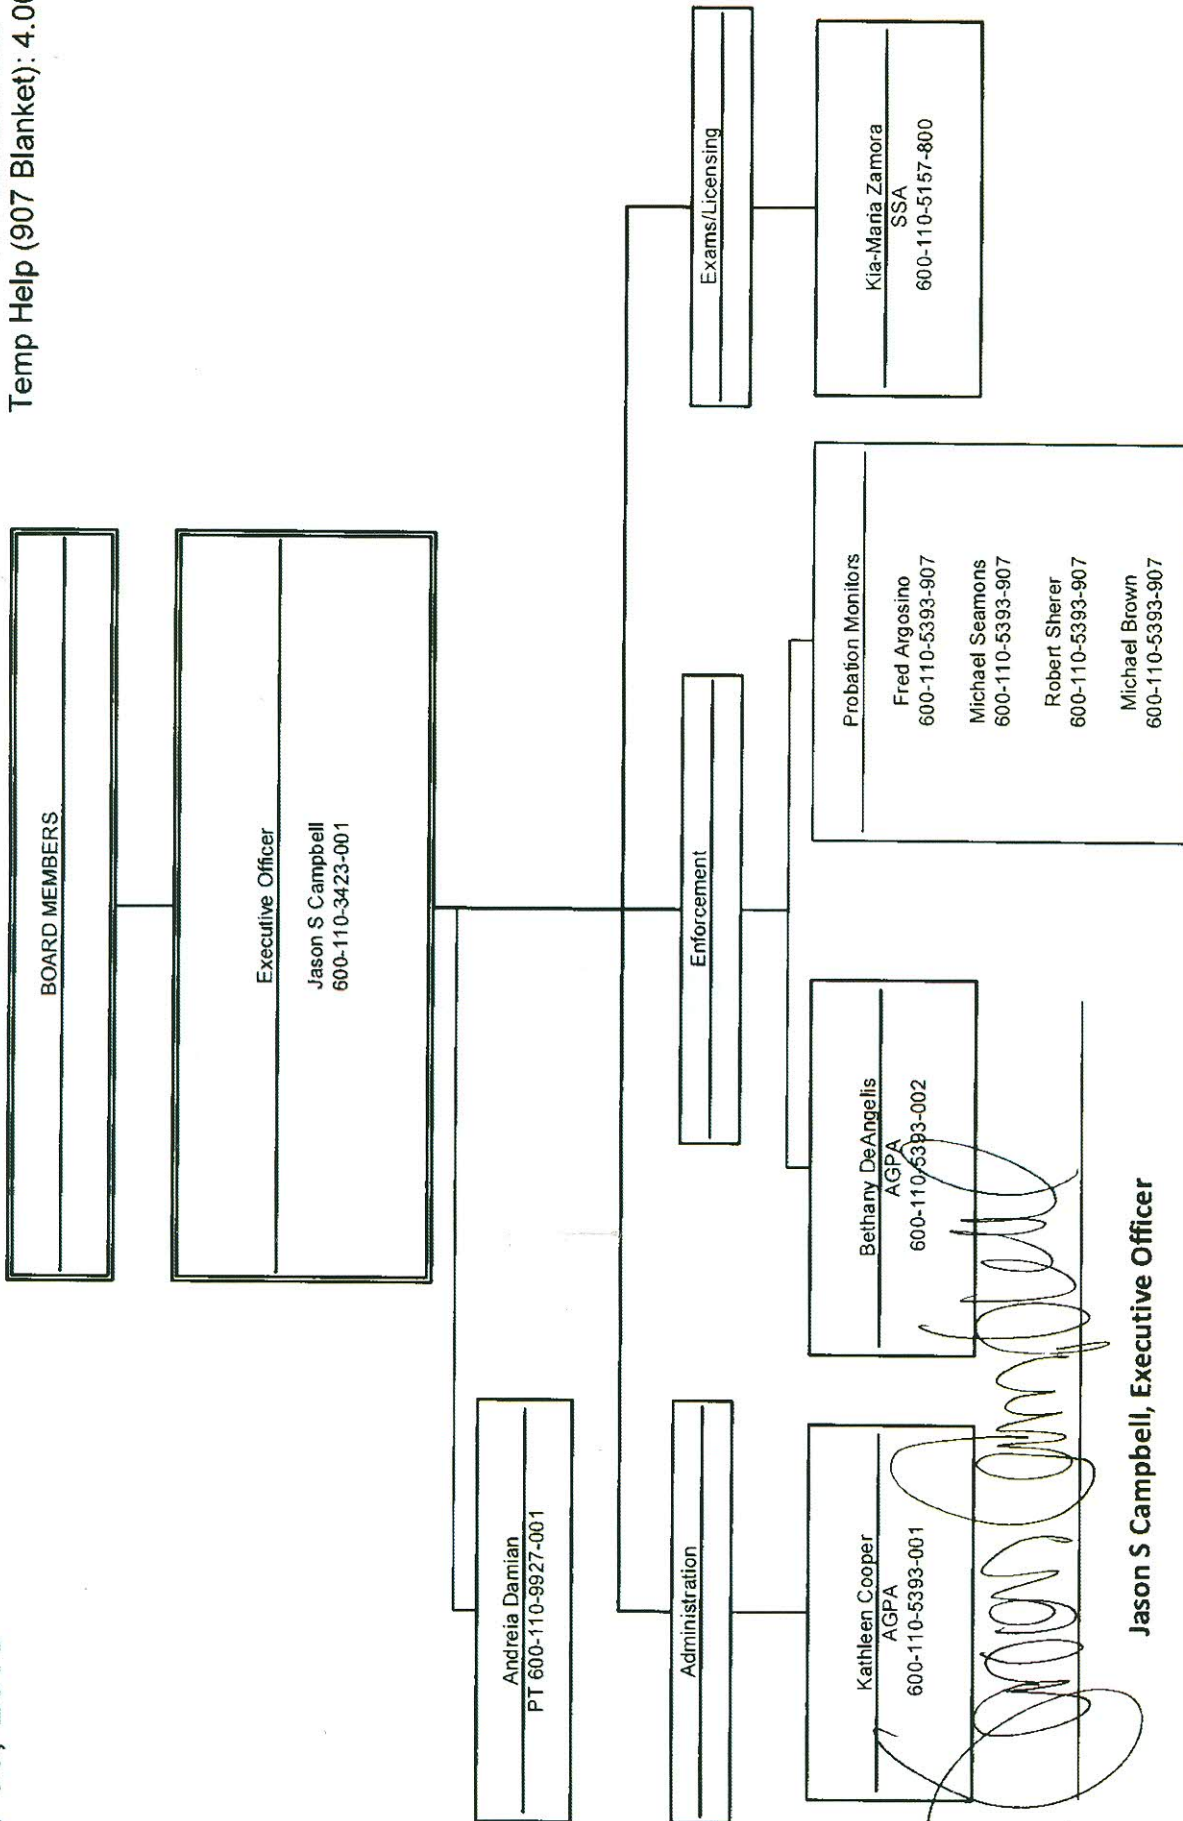 Temp Help (907 Blanket): 4.00
BOARD MEMBERS
Executive Officer
Jason S Campbell
600-110-3423-001
Andreia Damian
PT 600-110-9927-001
Administration
Enforcement
Exams/Licensing
Kathleen Cooper
AGPA
600-110-5393-001
Bethany DeAngelis
AGPA
600-110-5393-002
Probation Monitors
Fred Argosino
600-110-5393-907
Michael Seamons
600-110-5393-907
Robert Sherer
600-110-5393-907
Michael Brown
600-110-5393-907
Kia-Maria Zamora
SSA
600-110-5157-800
Jason Campbell
Jason S Campbell, Executive Officer